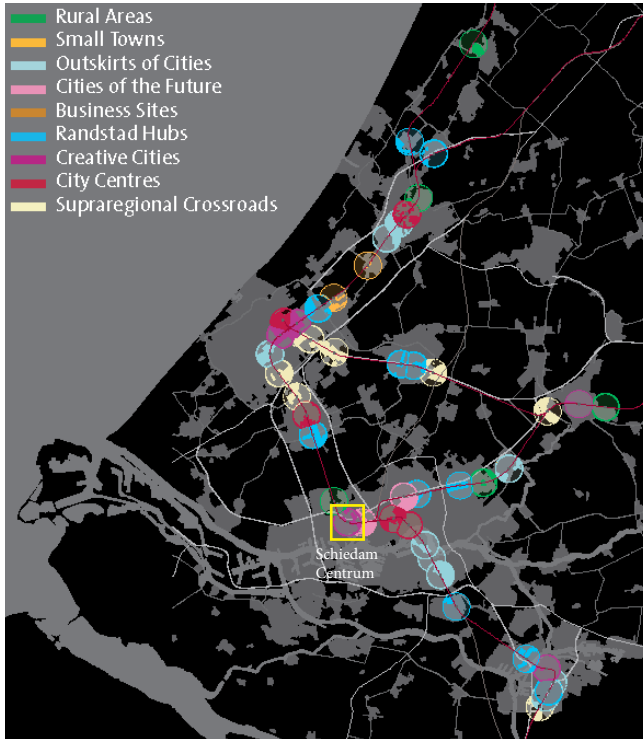 Rural Areas
Small Towns
Outskirts of Cities
Cities of the Future
Business Sites
Randstad Hubs
Creative Cities
City Centres
Supraregional Crossroads
Schiedam
Centrum